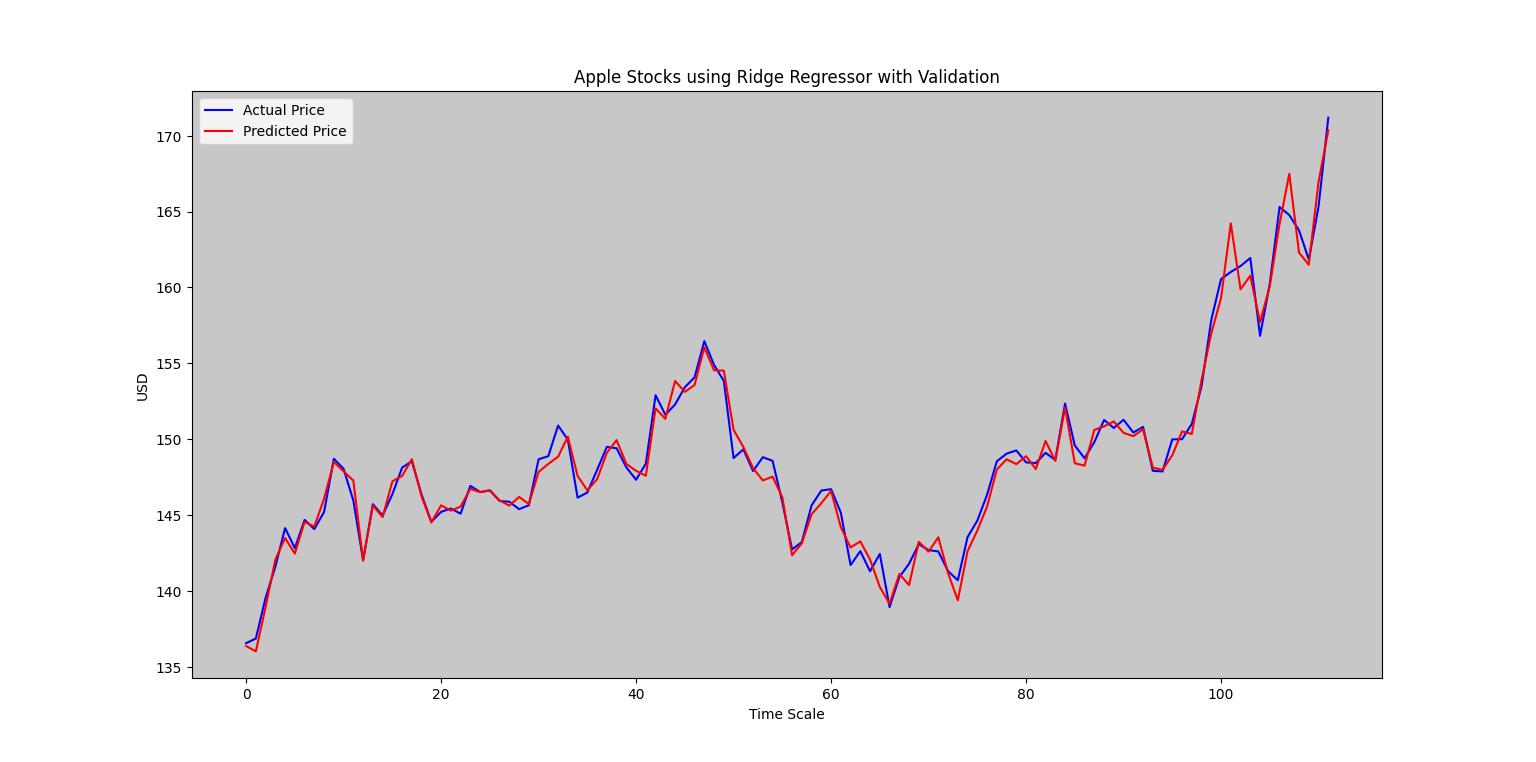 Apple Stocks using Ridge Regressor with Validation
Actual Price
Predicted Price
170
165
160
155
150
145
140
135
USD
0 20 40 60 80 100
Time Scale